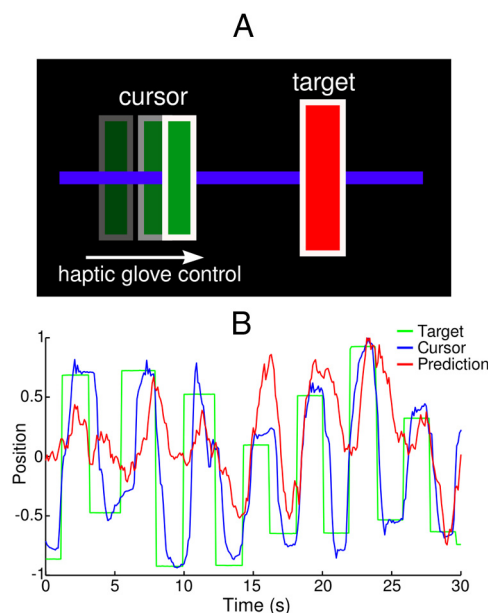 A
target
cursor
haptic glove control
B
Target
Cursor
Prediction
1
0.5
0
-0.5
-1
Position
0 5 10 15 20 25 30
Time (s)